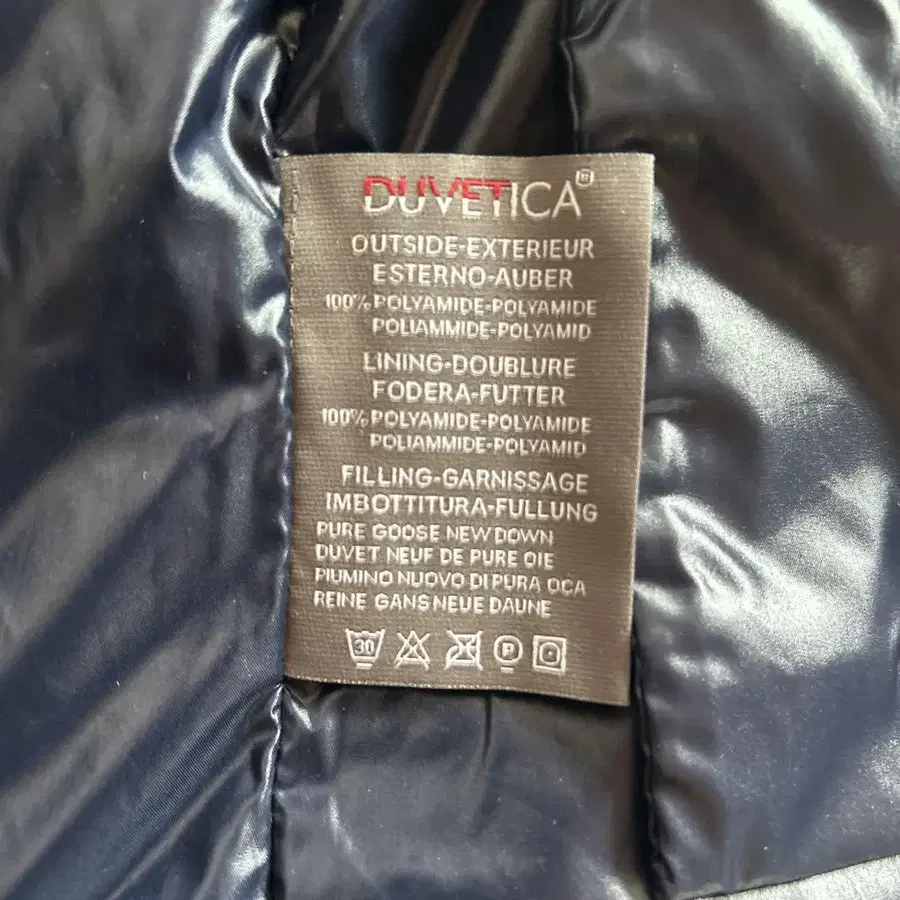 DUVETICA®
OUTSIDE-EXTERIEUR
ESTERNO-AUBER
100% POLYAMIDE-POLYAMIDE
POLIAMMIDE-POLYAMID
LINING-DOUBLURE
FODERA-FUTTER
100% POLYAMIDE-POLYAMIDE
POLIAMMIDE-POLYAMID
FILLING-GARNISSAGE
IMBOTTITURA-FULLUNG
PURE GOOSE NEW DOWN
DUVET NEUF DE PURE OIE
PIUMINO NUOVO DI PURA OCA
REINE GANS NEUE DAUNE
30 P